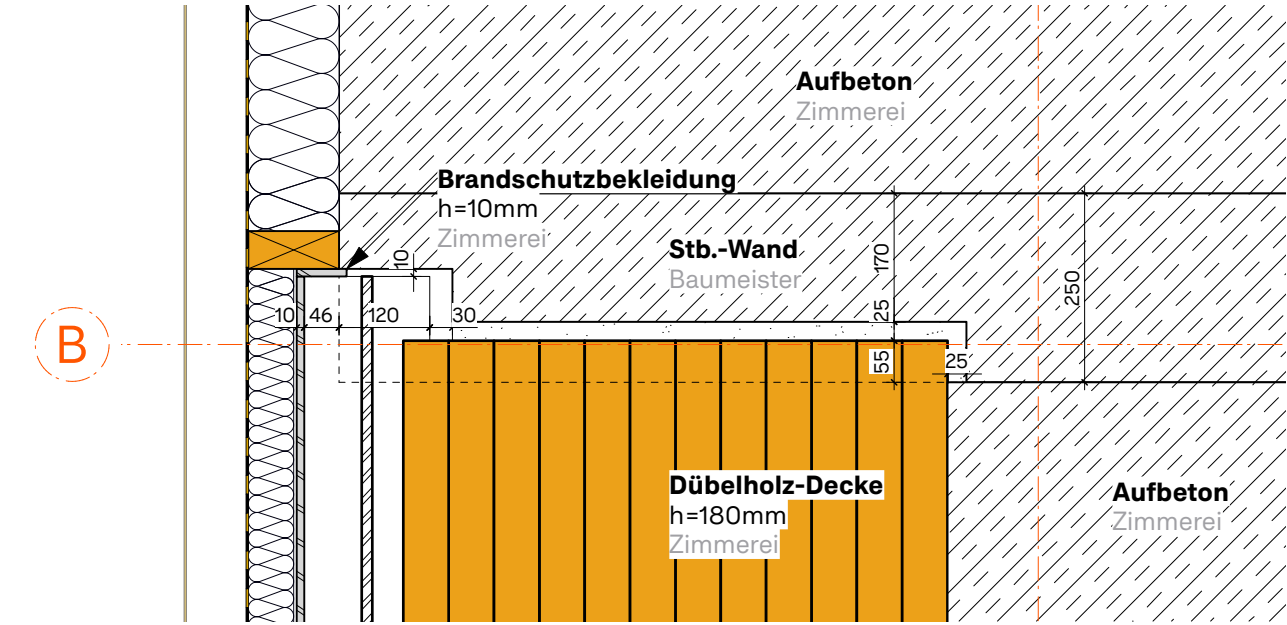 Aufbeton
Zimmerei
Brandschutzbekleidung
h=10mm
Zimmerei
Stb.-Wand
Baumeister
10
170
250
10 46 120 30
25
B
55
25
Dübelholz-Decke
h=180mm
Zimmerei
Aufbeton
Zimmerei